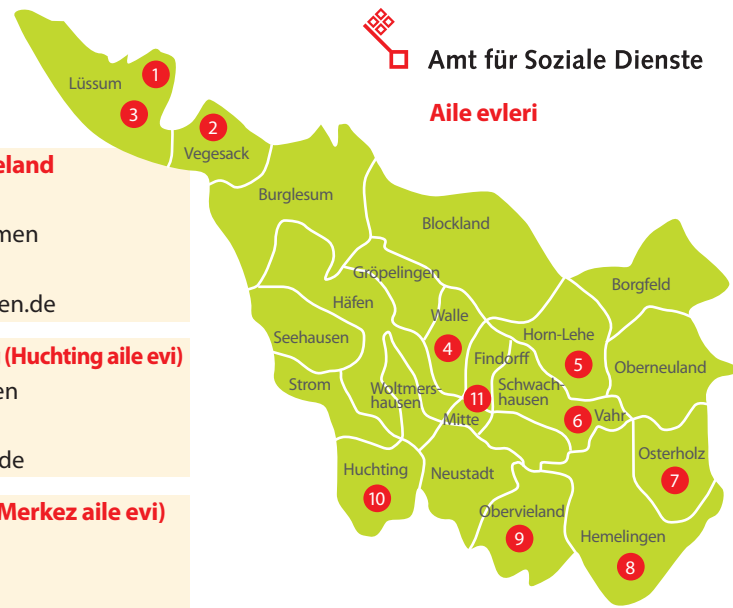 Amt für Soziale Dienste
Aile evleri
Lüssum
1
3
2
Vegesack
Burglesum
Blockland
Borgfeld
Gröpelingen
Häfen
Walle
Seehausen
Horn-Lehe
4
Findorff
5
Oberneuland
Strom
Woltmers-
hausen
11
Schwach-
hausen
Mitte
6
Vahr
Huchting
10
Neustadt
Osterholz
7
Obervieland
9
Hemelingen
8
eland
men
en.de
(Huchting aile evi)
en
de
Merkez aile evi)